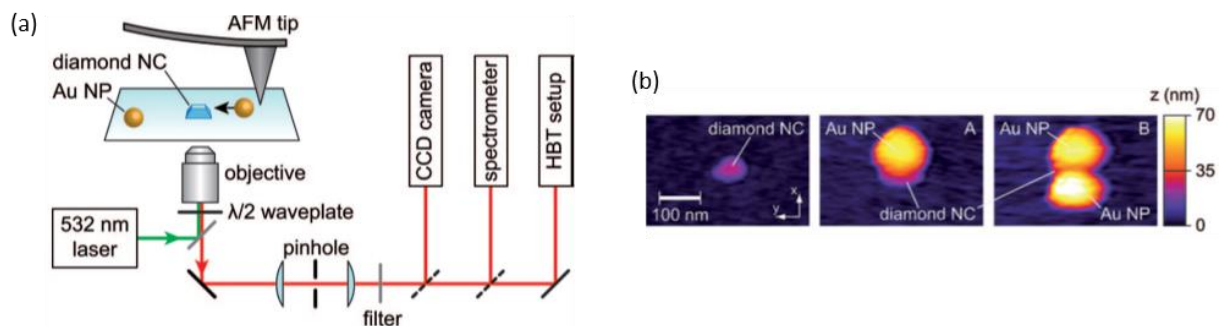 (a)
AFM tip
diamond NC
Au NP
objective
λ/2 waveplate
532 nm
laser
pinhole
filter
CCD camera
spectrometer
HBT setup
(b)
diamond NC
100 nm
x
y
Au NP
A
diamond NC
Au NP
B
Au NP
z (nm)
70
35
0